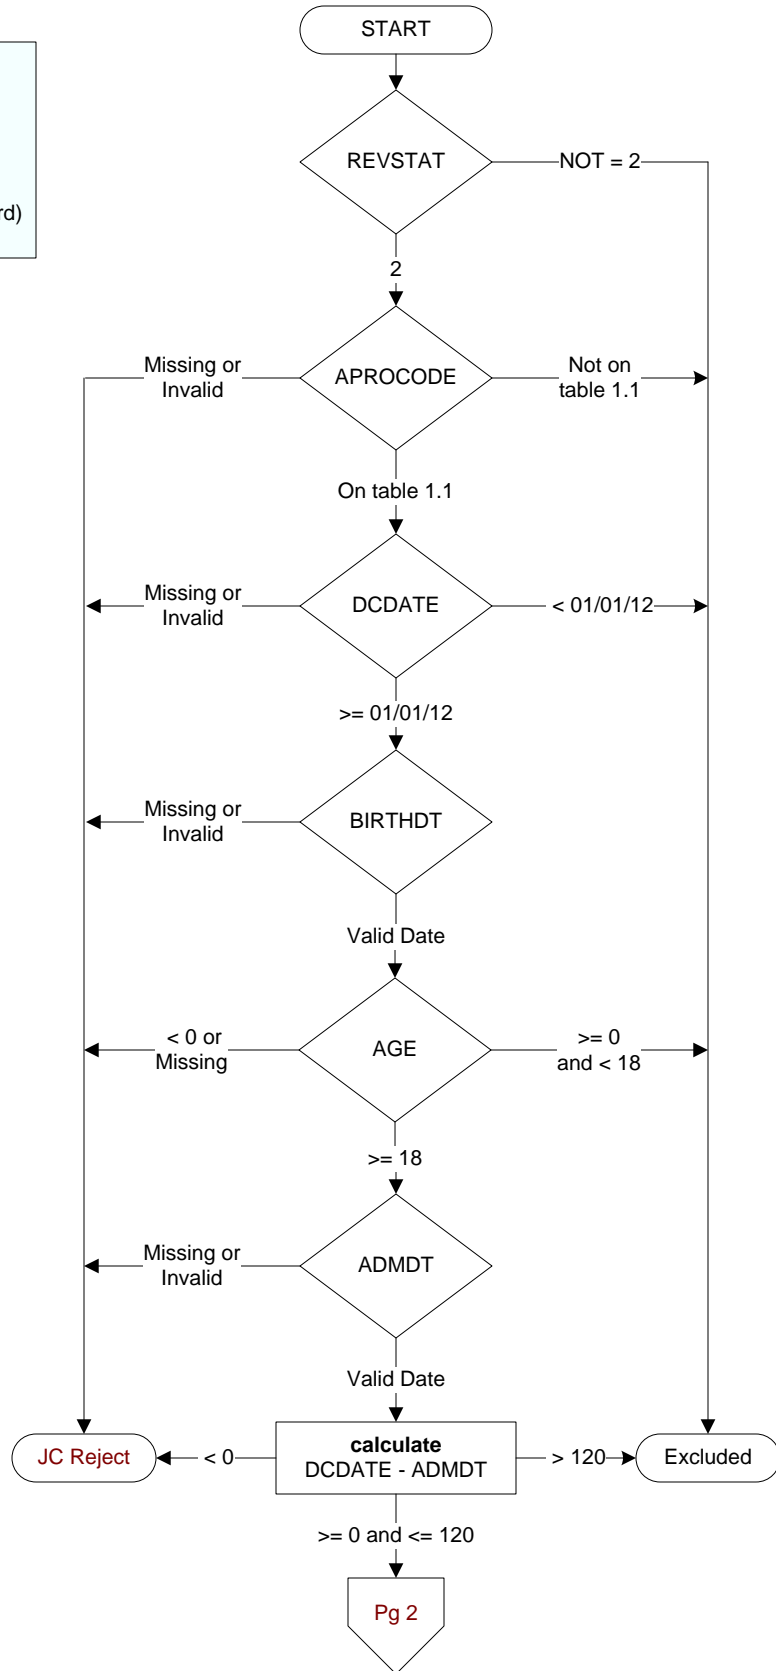 START
REVSTAT
NOT = 2
rd)
2
Missing or
Invalid
APROCODE
Not on
table 1.1
On table 1.1
Missing or
Invalid
DCDATE
< 01/01/12
>= 01/01/12
Missing or
Invalid
BIRTHDT
Valid Date
< 0 or
Missing
AGE
>= 0
and < 18
>= 18
Missing or
Invalid
ADMDT
Valid Date
JC Reject
< 0
calculate
DCDATE - ADMDT
> 120
Excluded
>= 0 and <= 120
Pg 2